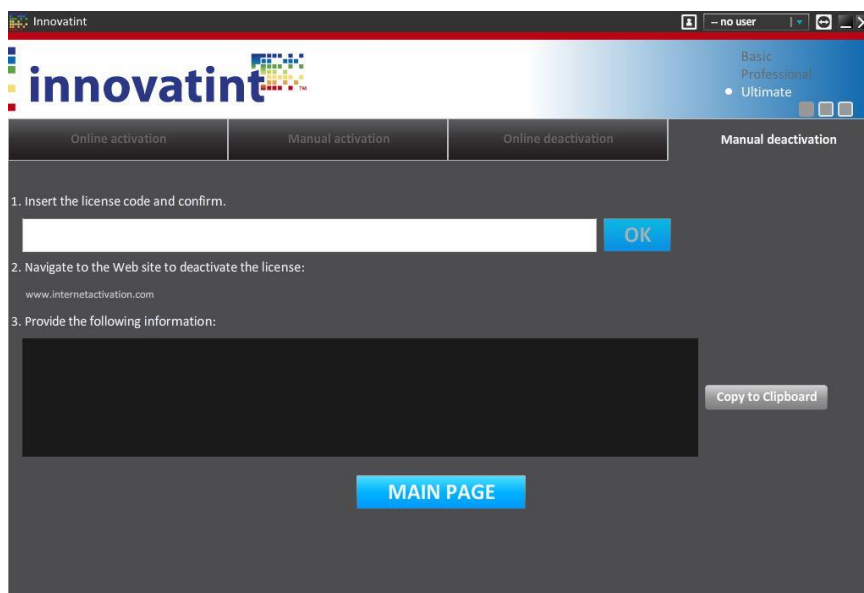 Innovatint
-- no user
innovatint™
Basic
Professional
Ultimate
Online activation
Manual activation
Online deactivation
Manual deactivation
1. Insert the license code and confirm.
OK
2. Navigate to the Web site to deactivate the license:
www.internetactivation.com
3. Provide the following information:
Copy to Clipboard
MAIN PAGE